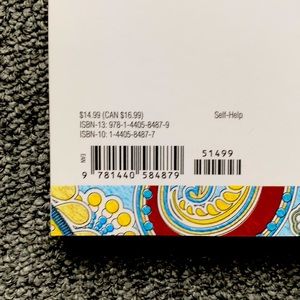 $14.99 (CAN $16.99) Self-Help
ISBN-13: 978-1-4405-8487-9
ISBN-10: 1-4405-8487-7
51499
9 781440 584879